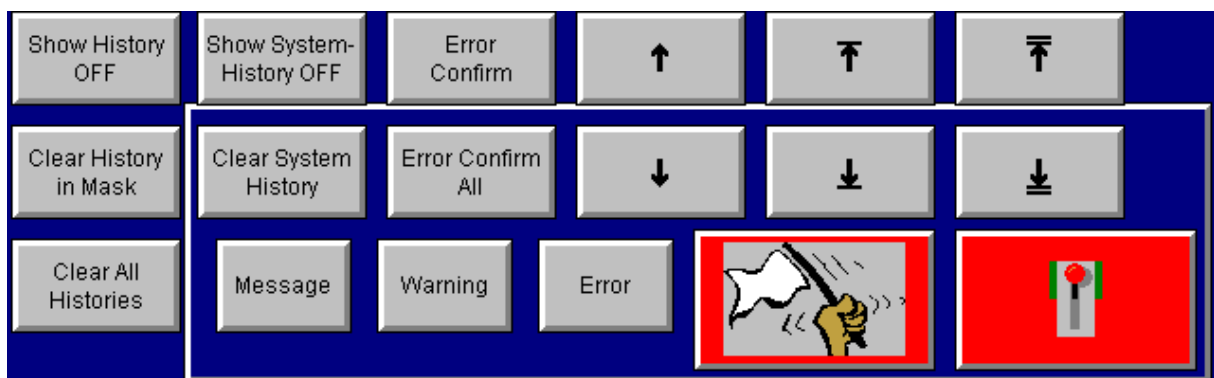 Show History
OFF
Show System-
History OFF
Error
Confirm
Clear History
in Mask
Clear System
History
Error Confirm
All
Clear All
Histories
Message
Warning
Error